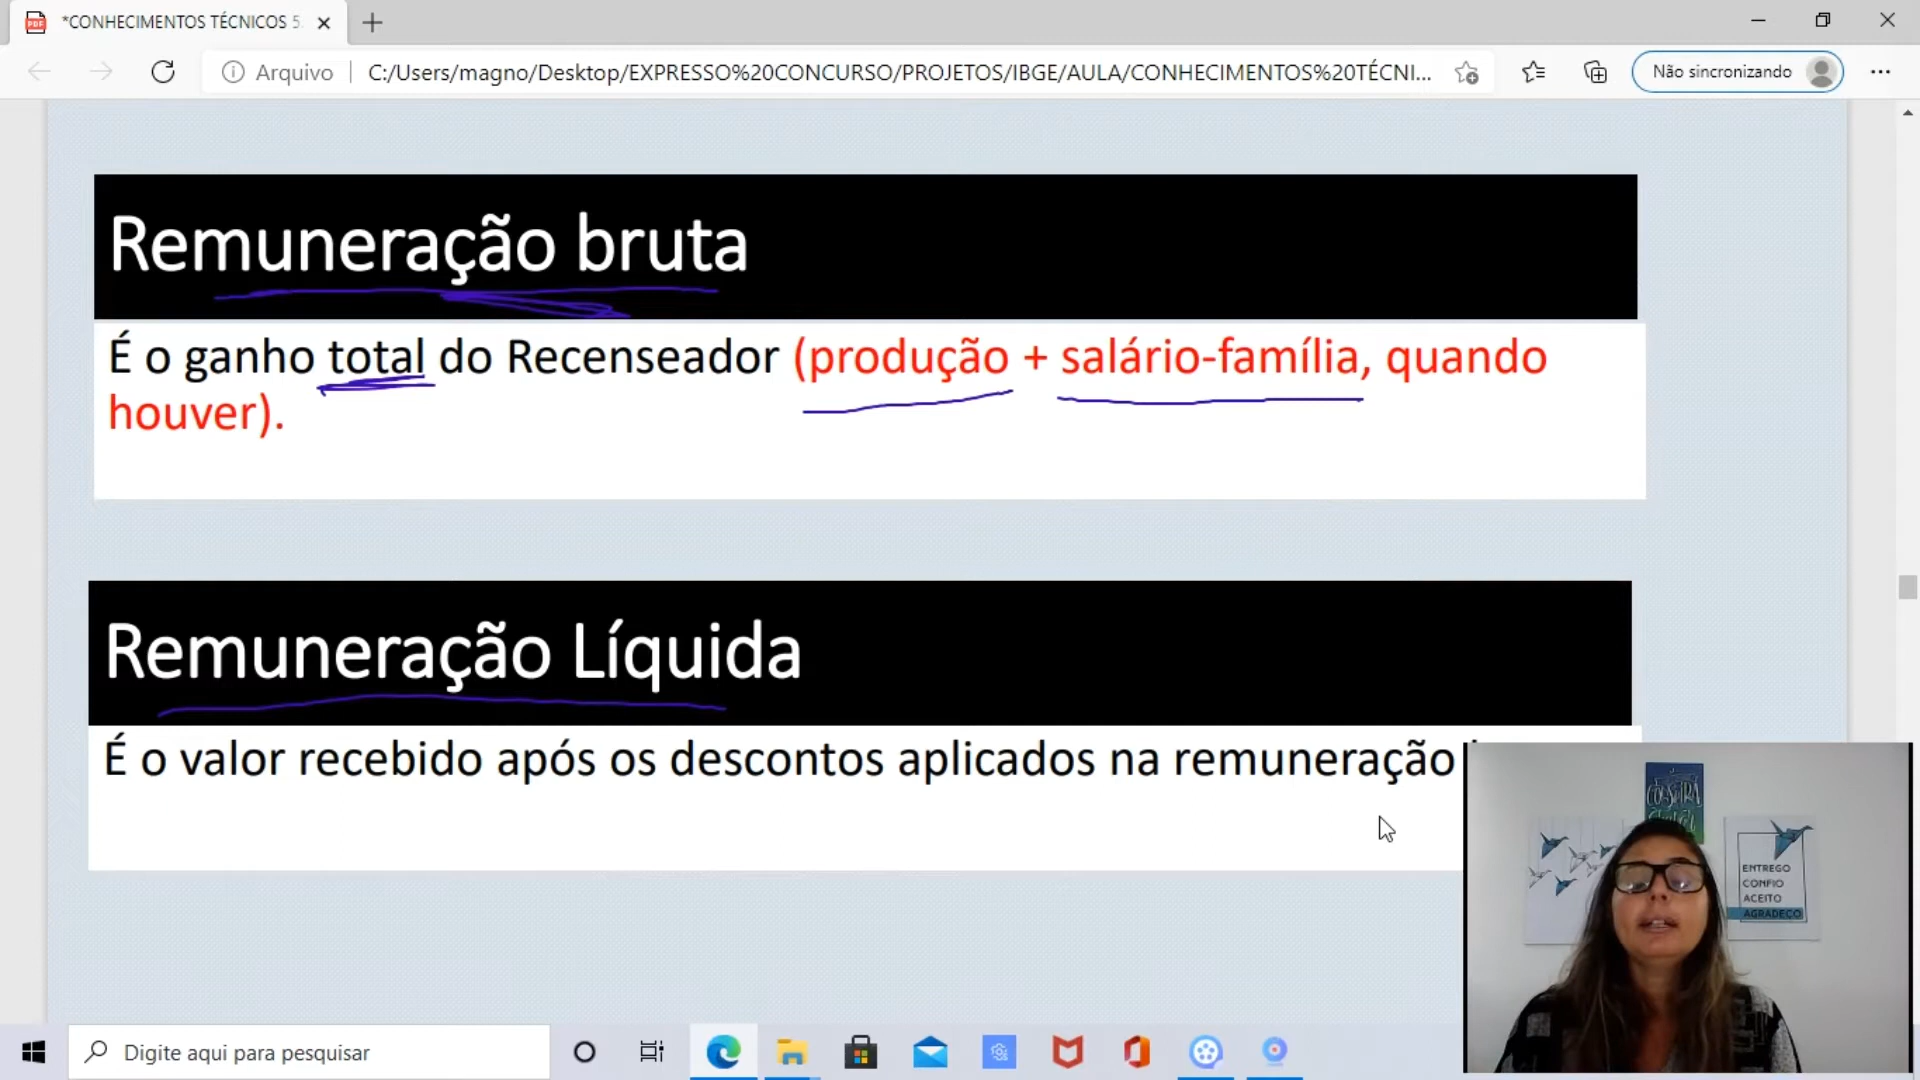 *CONHECIMENTOS TÉCNICOS 5.
Arquivo
C:/Users/magno/Desktop/EXPRESSO%20CONCURSO/PROJETOS/IBGE/AULA/CONHECIMENTOS%20TÉCNI...
Não sincronizando
Remuneração bruta
É o ganho total do Recenseador (produção + salário-família, quando
houver).
Remuneração Líquida
É o valor recebido após os descontos aplicados na remuneração
ENTREGO
CONFIO
ACEITO
AGRADEÇO
Digite aqui para pesquisar